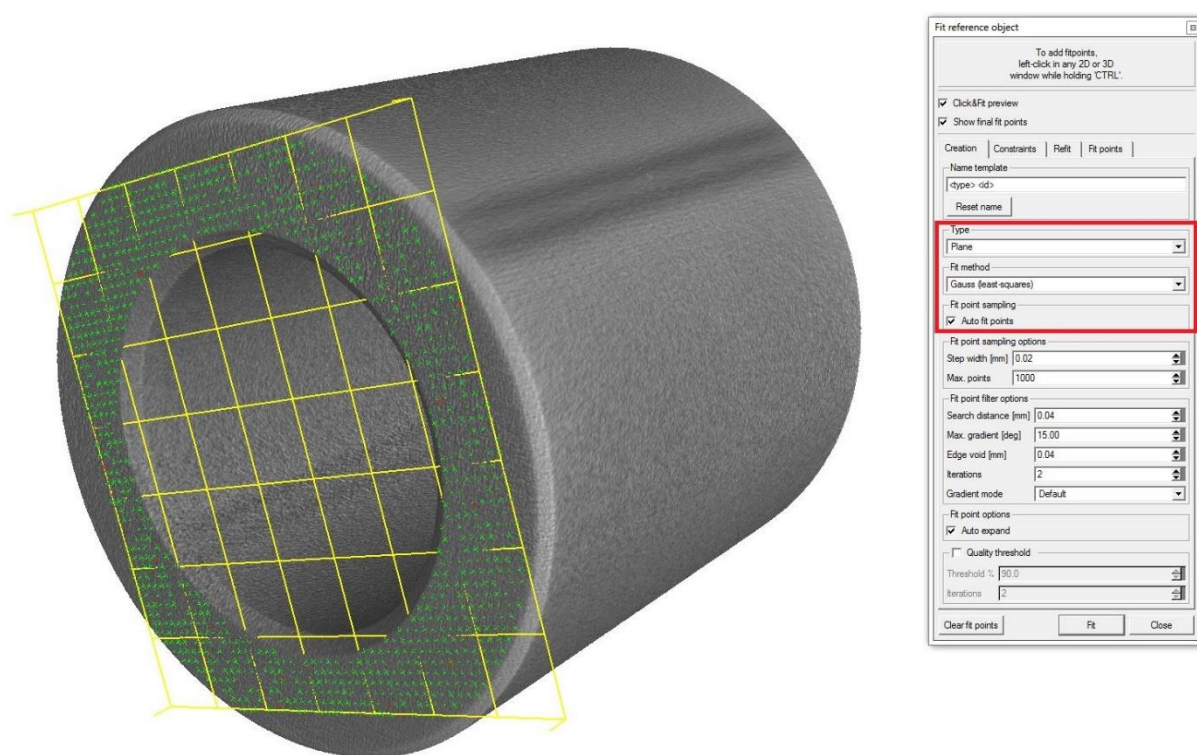 Fit reference object
To add fitpoints,
left-click in any 2D or 3D
window while holding 'CTRL'.
Click&Fit preview
Show final fit points
Creation Constraints Refit Fit points
Name template
<type> <id>
Reset name
Type
Plane
Fit method
Gauss (least-squares)
Fit point sampling
Auto fit points
Fit point sampling options
Step width [mm] 0.02
Max. points 1000
Fit point filter options
Search distance [mm] 0.04
Max. gradient [deg] 15.00
Edge void [mm] 0.04
Iterations 2
Gradient mode Default
Fit point options
Auto expand
Quality threshold
Threshold % 90.0
Iterations 2
Clear fit points Fit Close